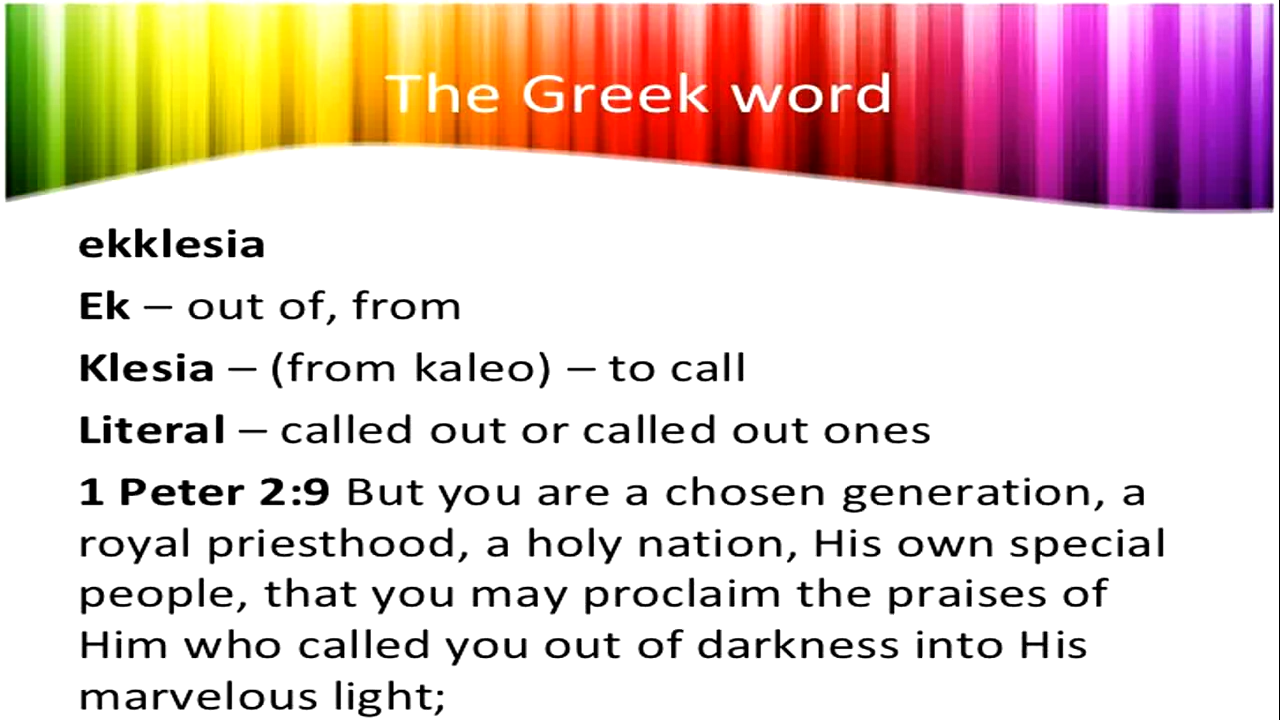 The Greek word
ekklesia
Ek – out of, from
Klesia – (from kaleo) – to call
Literal – called out or called out ones
1 Peter 2:9 But you are a chosen generation, a
royal priesthood, a holy nation, His own special
people, that you may proclaim the praises of
Him who called you out of darkness into His
marvelous light;